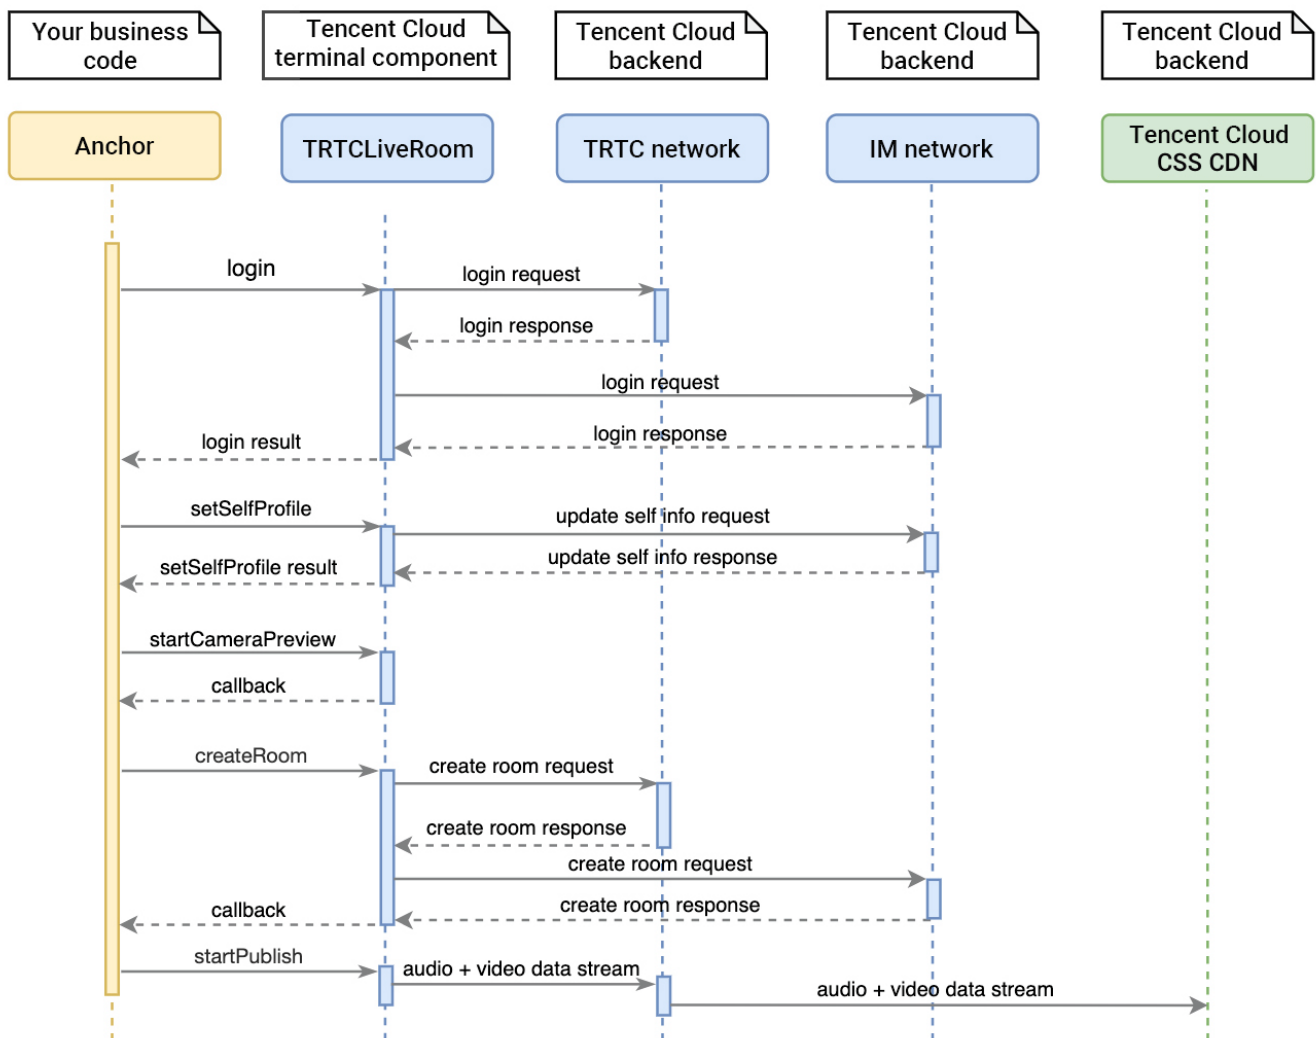 Your business
code
Tencent Cloud
terminal component
Tencent Cloud
backend
Tencent Cloud
backend
Tencent Cloud
backend
Anchor
TRTCLiveRoom
TRTC network
IM network
Tencent Cloud
CSS CDN
login
login request
login response
login request
login response
login result
setSelfProfile
update self info request
update self info response
setSelfProfile result
startCameraPreview
callback
createRoom
create room request
create room response
create room request
create room response
callback
startPublish
audio + video data stream
audio + video data stream